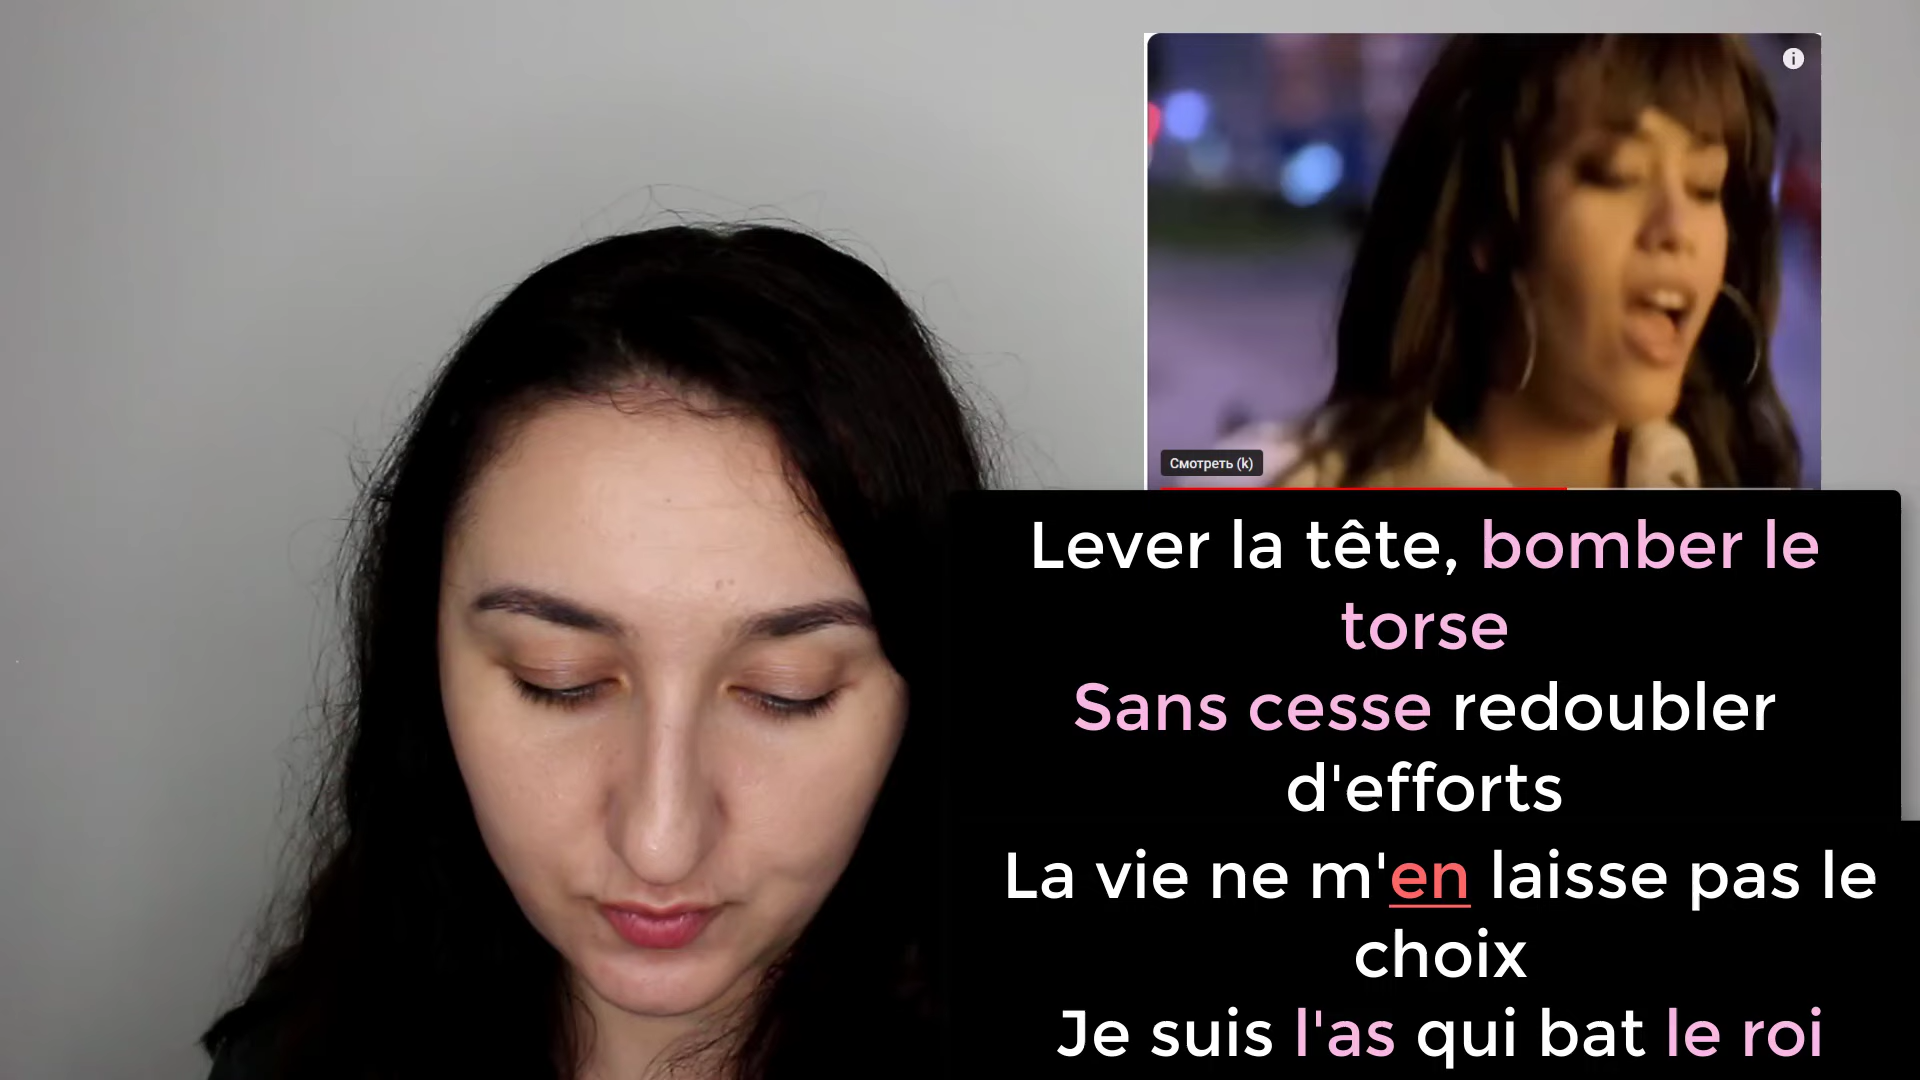 i
Смотреть (k)
Lever la tête, bomber le
torse
Sans cesse redoubler
d'efforts
La vie ne m'en laisse pas le
choix
Je suis l'as qui bat le roi